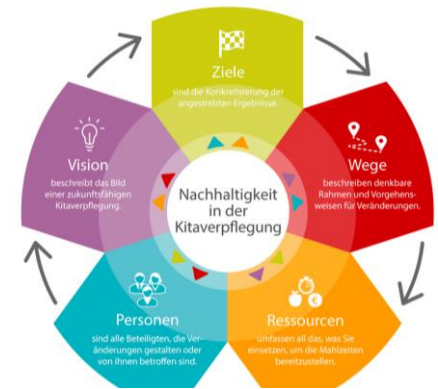 Ziele
sind die Konkretisierung der
angestrebten Ergebnisse.
Wege
beschreiben denkbare
Rahmen und Vorgehens-
weisen für Veränderungen.
Ressourcen
umfassen all das, was Sie
einsetzen, um die Mahlzeiten
bereitzustellen.
Personen
sind alle Beteiligten, die Ver-
änderungen gestalten oder
von ihnen betroffen sind.
Vision
beschreibt das Bild
einer zukunftsfähigen
Kitaverpflegung.
Nachhaltigkeit
in der
Kitaverpflegung